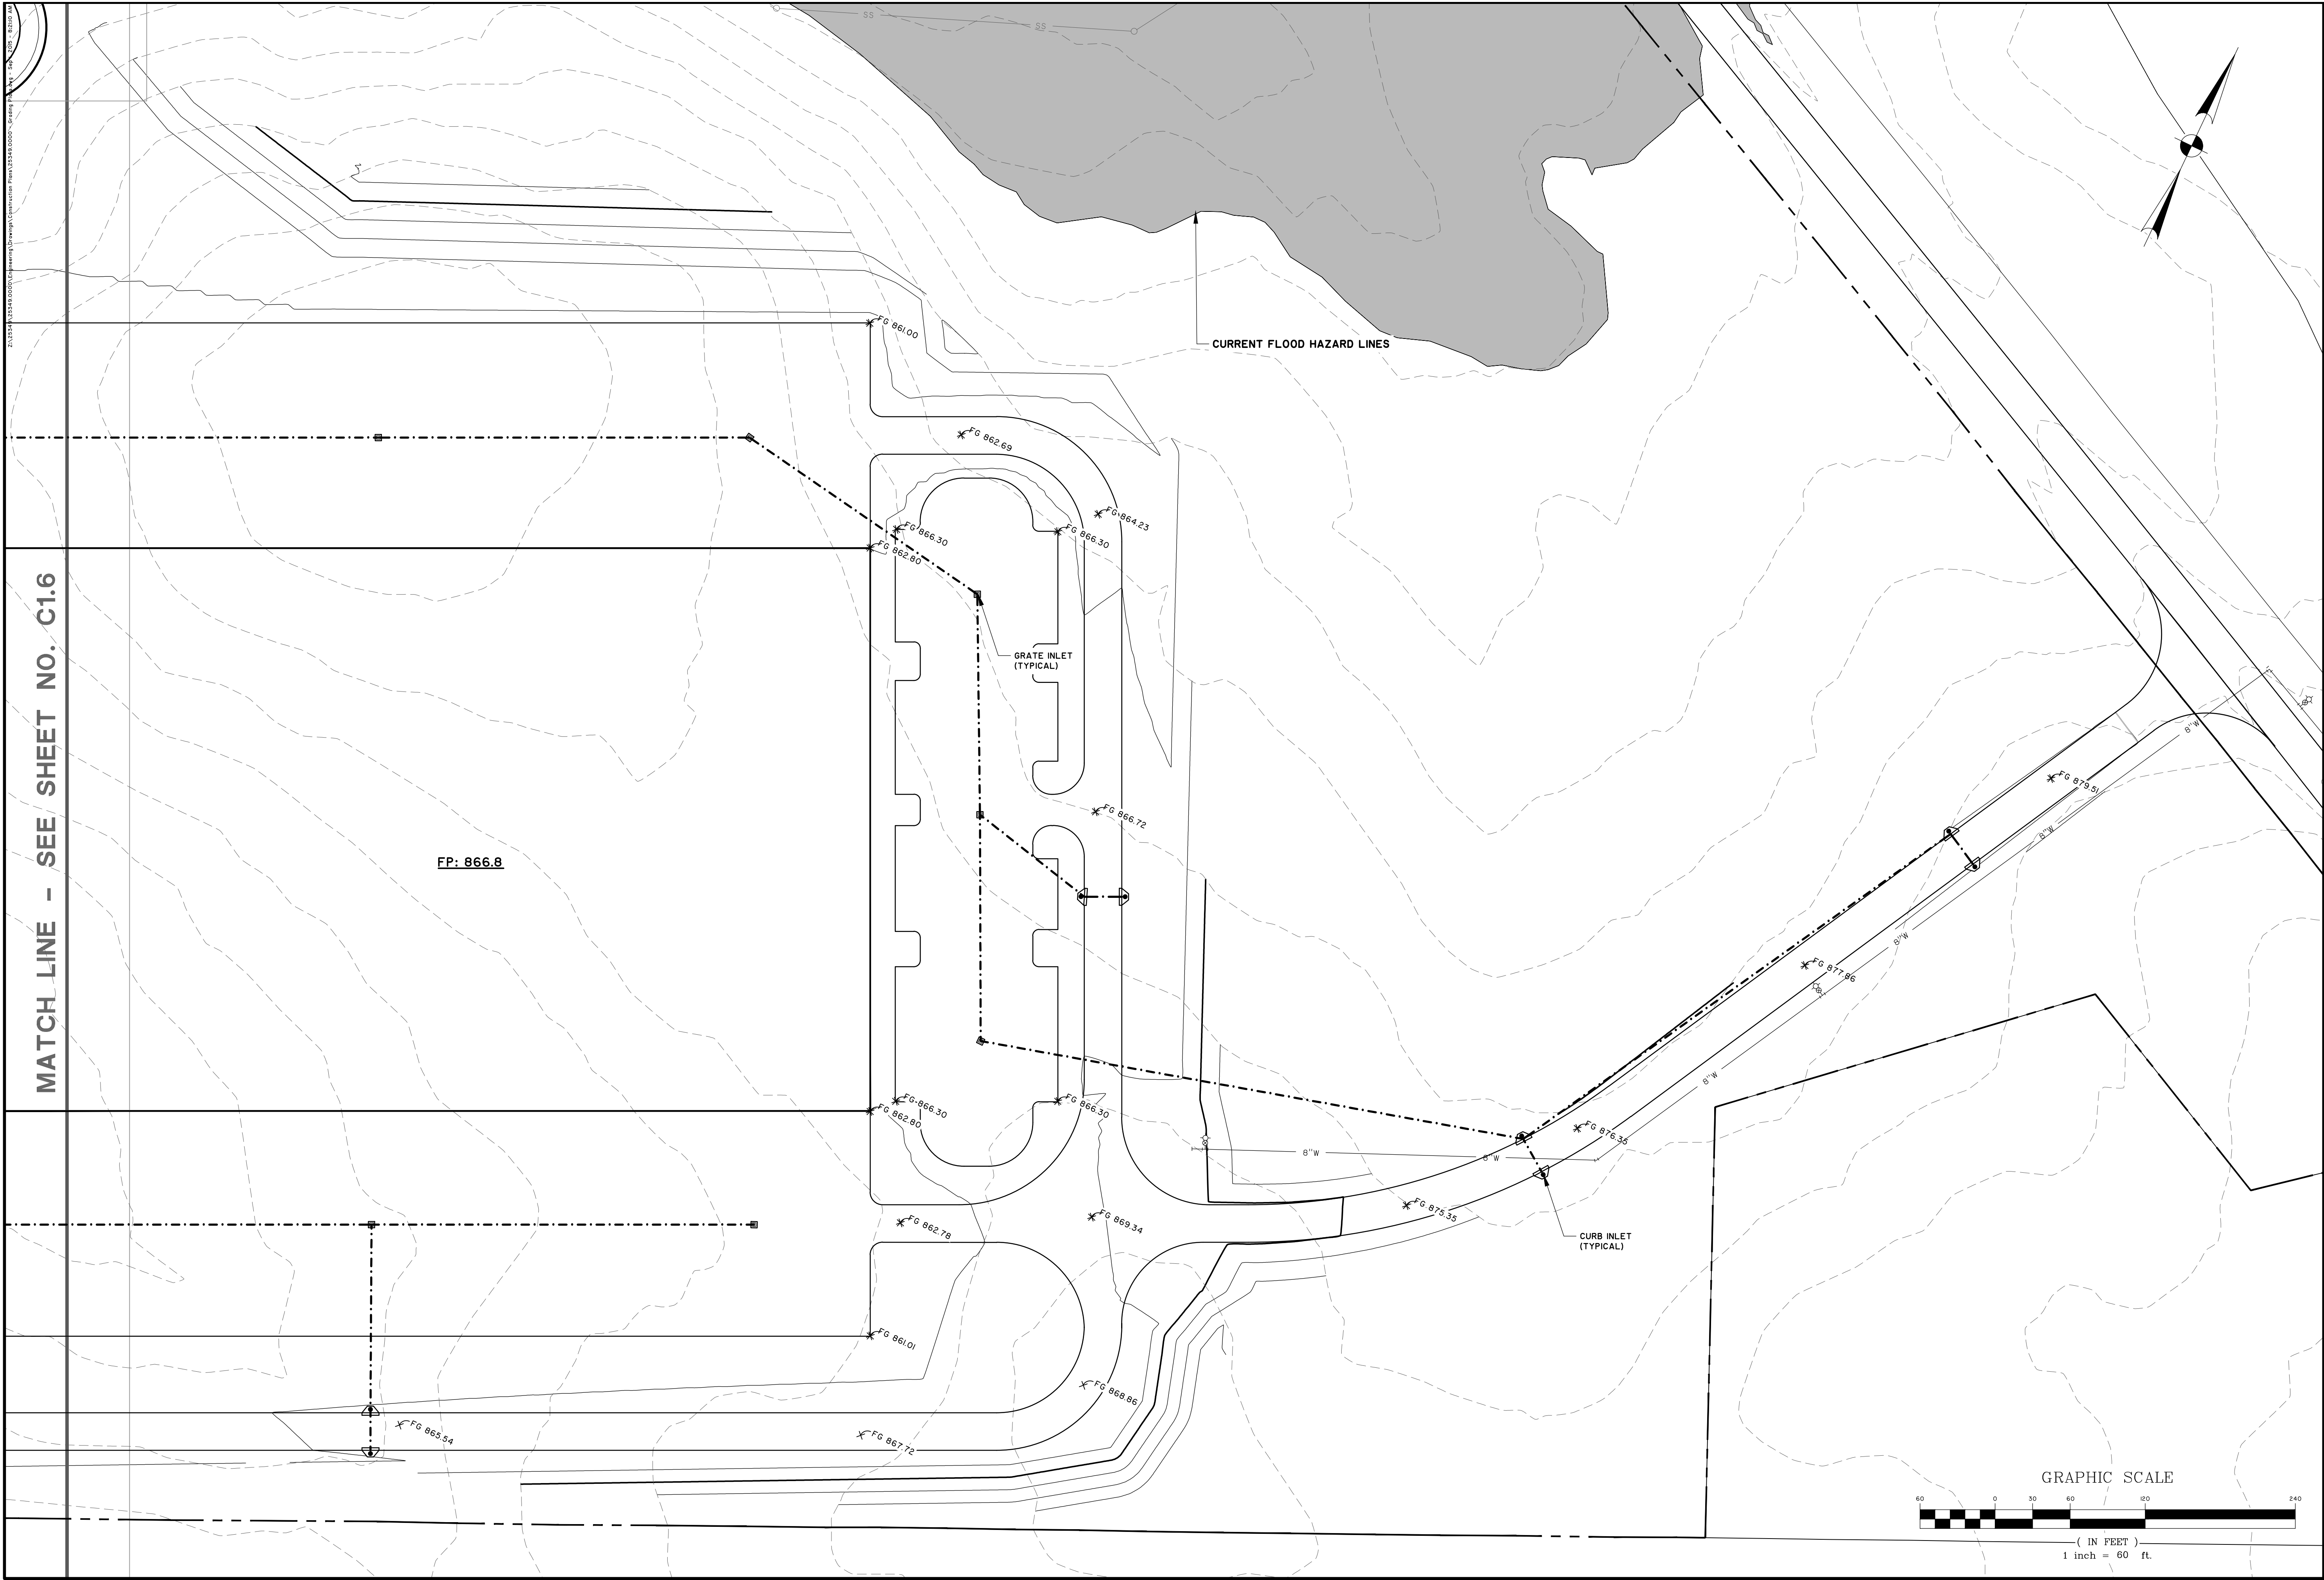 SS
SS
CURRENT FLOOD HAZARD LINES
FG 861.00
FG 862.69
FG 864.23
FG 866.30
FG 866.30
FG 862.80
MATCH LINE - SEE SHEET NO. C1.6
GRATE INLET
(TYPICAL)
8"W
FG 879.51
FG 866.72
8"W
FP: 866.8
8"W
FG 877.86
8"W
FG 866.30
FG 866.30
FG 862.80
FG 876.35
8"W
8"W
FG 875.35
FG 862.78
FG 869.34
CURB INLET
(TYPICAL)
FG 861.01
FG 868.86
FG 865.54
FG 867.72
GRAPHIC SCALE
60 0 30 60 120 240
( IN FEET )
1 inch = 60 ft.